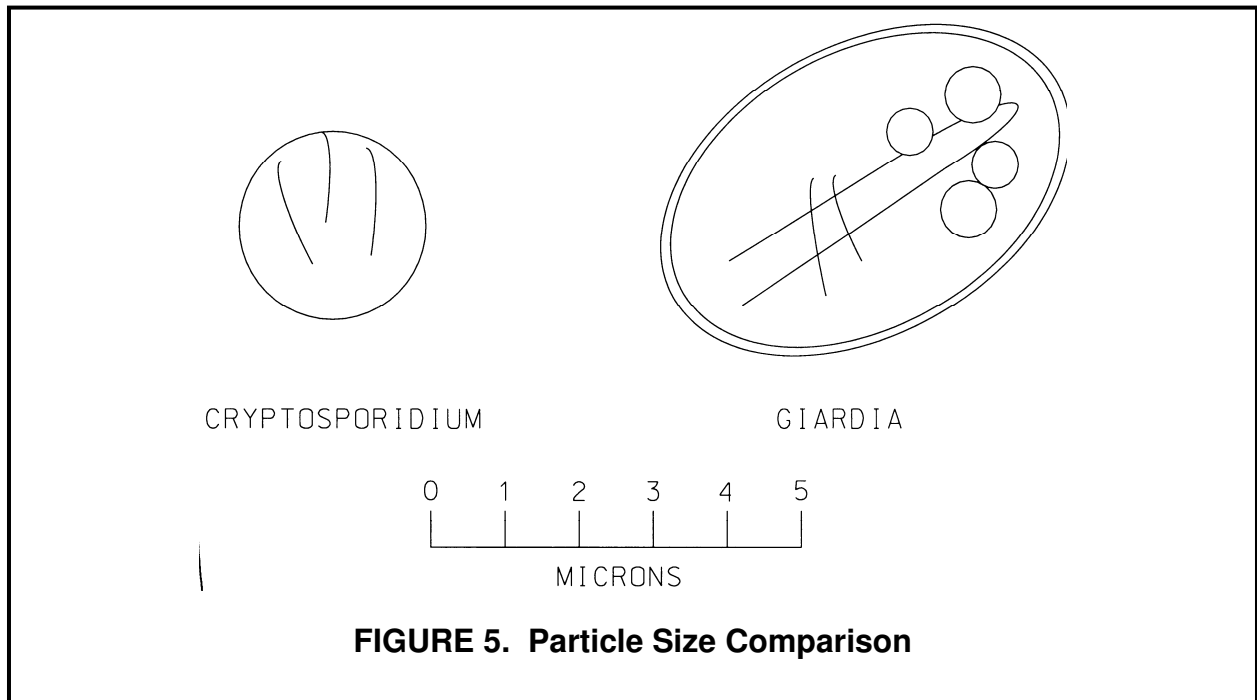 CRYPTOSPORIDIUM GIARDIA
0 1 2 3 4 5
MICRONS
FIGURE 5. Particle Size Comparison